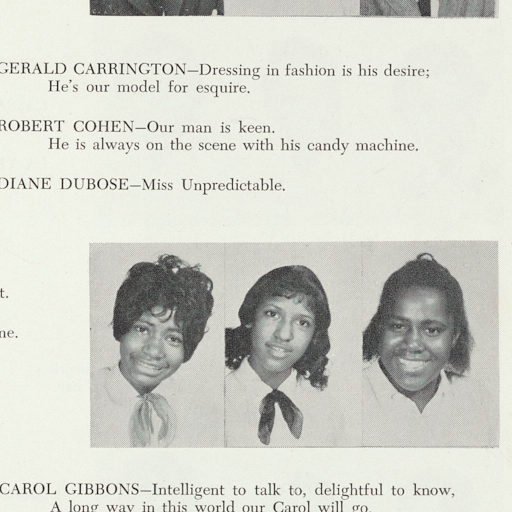 GERALD CARRINGTON—Dressing in fashion is his desire;
He's our model for esquire.
ROBERT COHEN—Our man is keen.
He is always on the scene with his candy machine.
DIANE DUBOSE—Miss Unpredictable.
t.
ne.
CAROL GIBBONS—Intelligent to talk to, delightful to know,
A long way in this world our Carol will go.